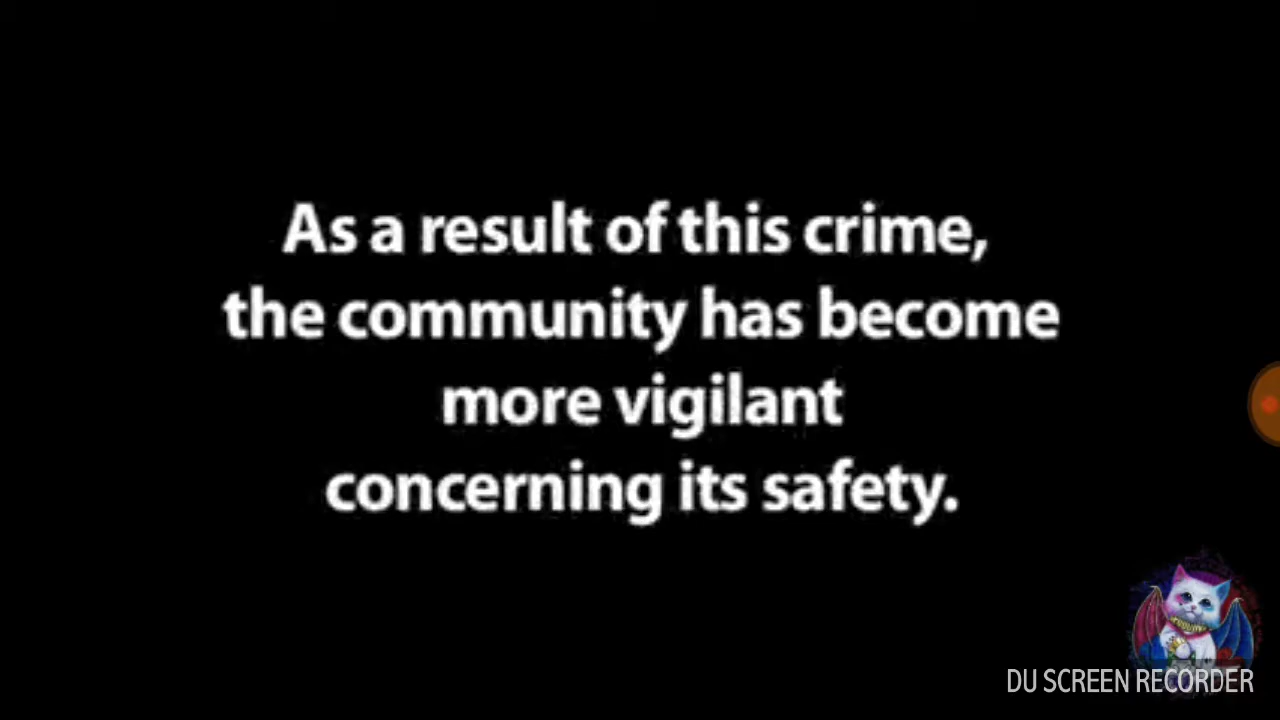 As a result of this crime,
the community has become
more vigilant
concerning its safety.
DU SCREEN RECORDER